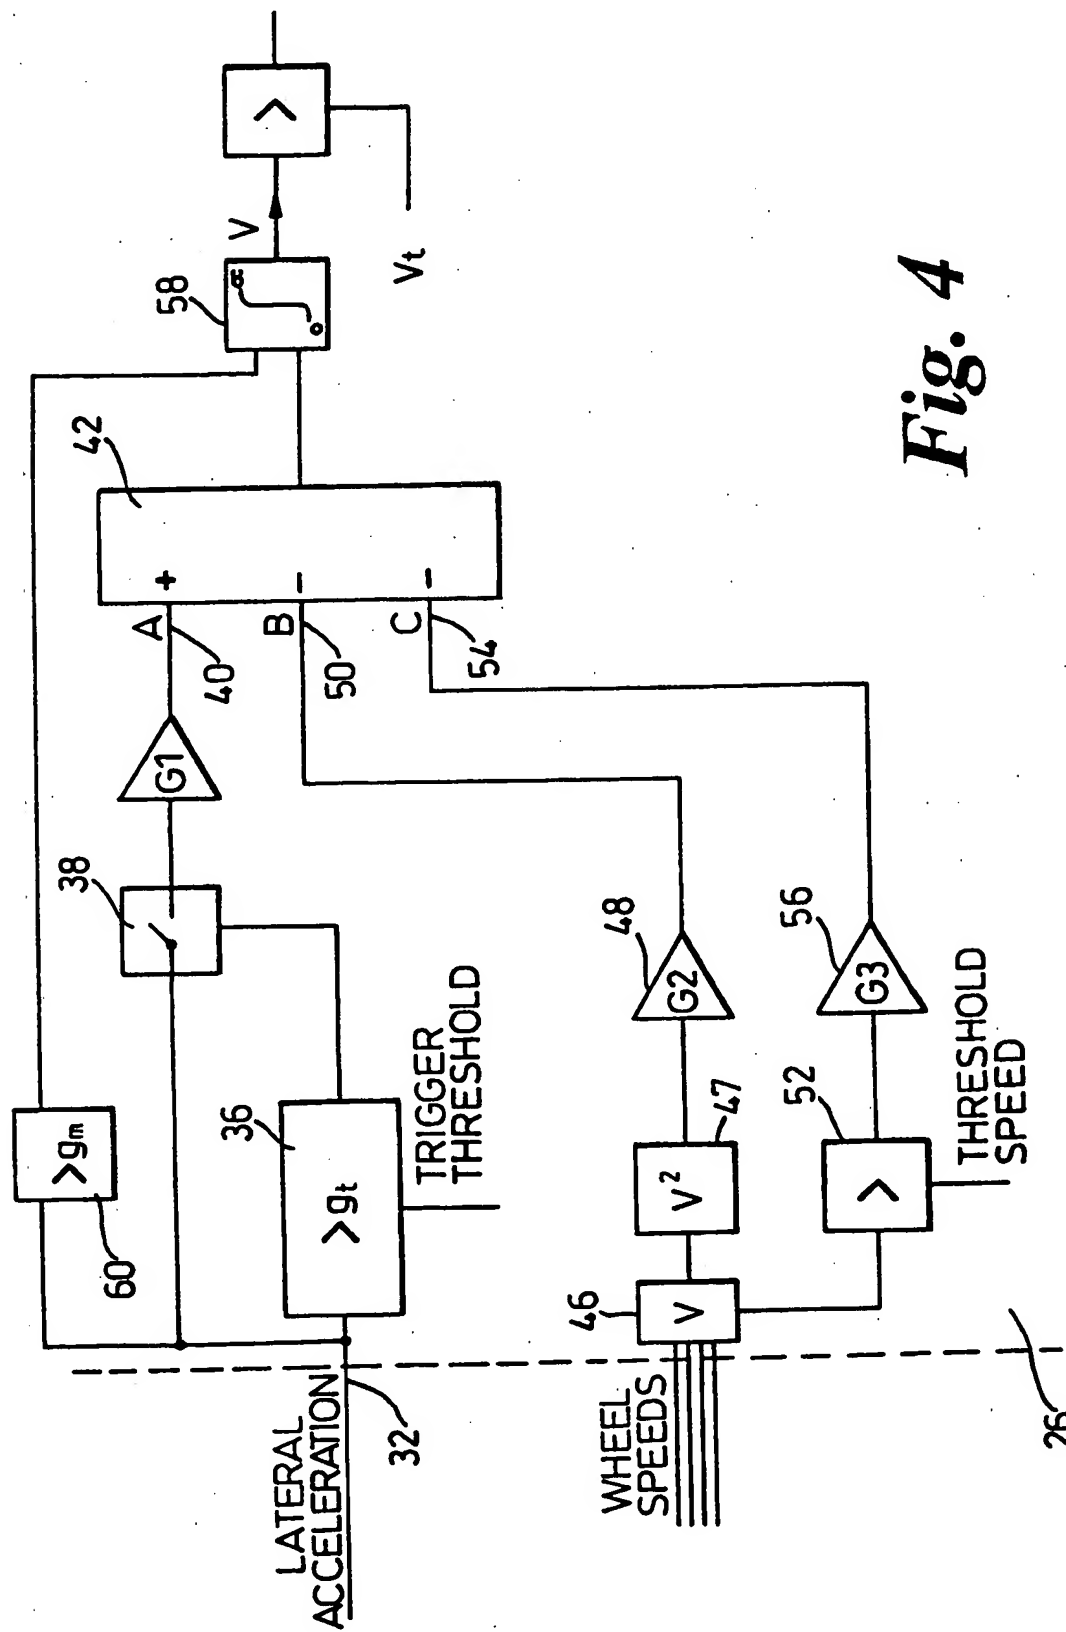 60
>gm
38
G1
40
A
+
42
58
∝
o
V
>
Vt
LATERAL
ACCELERATION
32
36
>gt
TRIGGER
THRESHOLD
B
50
−
C
54
−
WHEEL
SPEEDS
46
V
V²
47
48
G2
52
>
THRESHOLD
SPEED
56
G3
26
Fig. 4